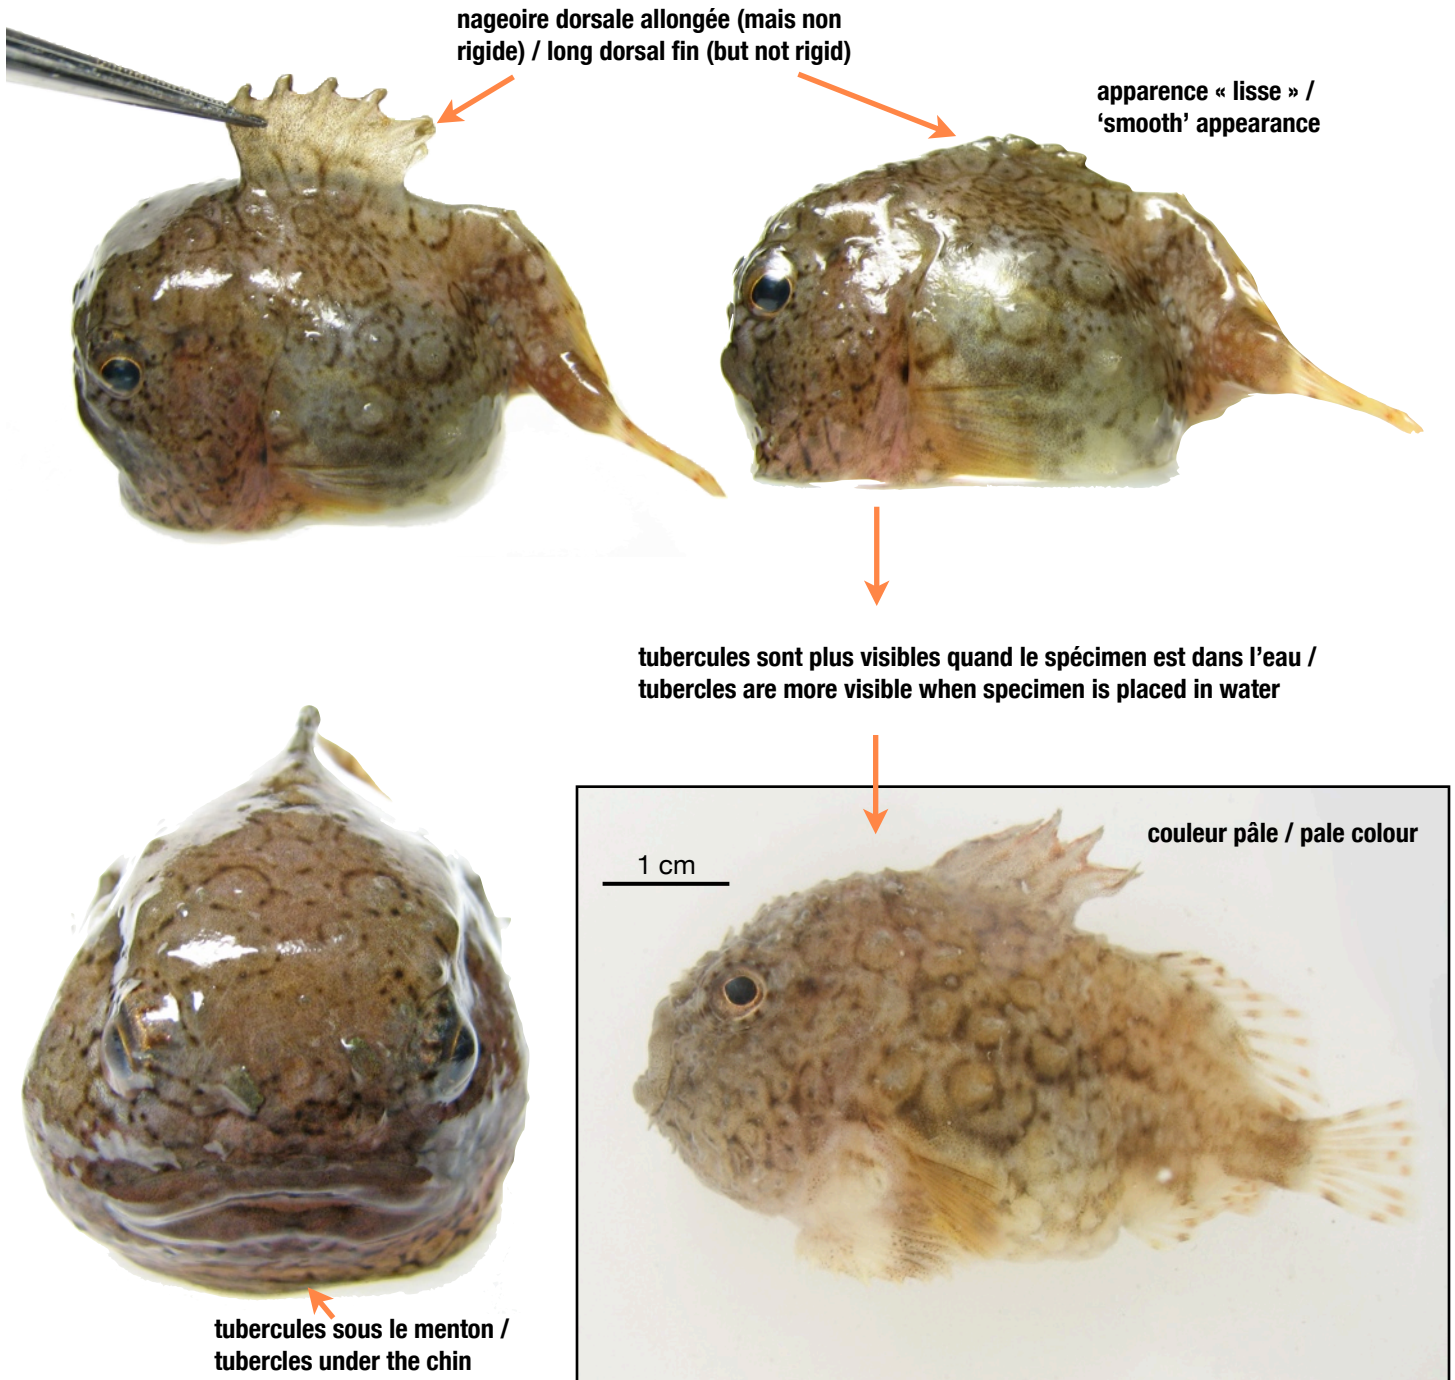 nageoire dorsale allongée (mais non
rigide) / long dorsal fin (but not rigid)
apparence « lisse » /
‘smooth’ appearance
tubercules sont plus visibles quand le spécimen est dans l’eau /
tubercles are more visible when specimen is placed in water
couleur pâle / pale colour
1 cm
tubercules sous le menton /
tubercles under the chin